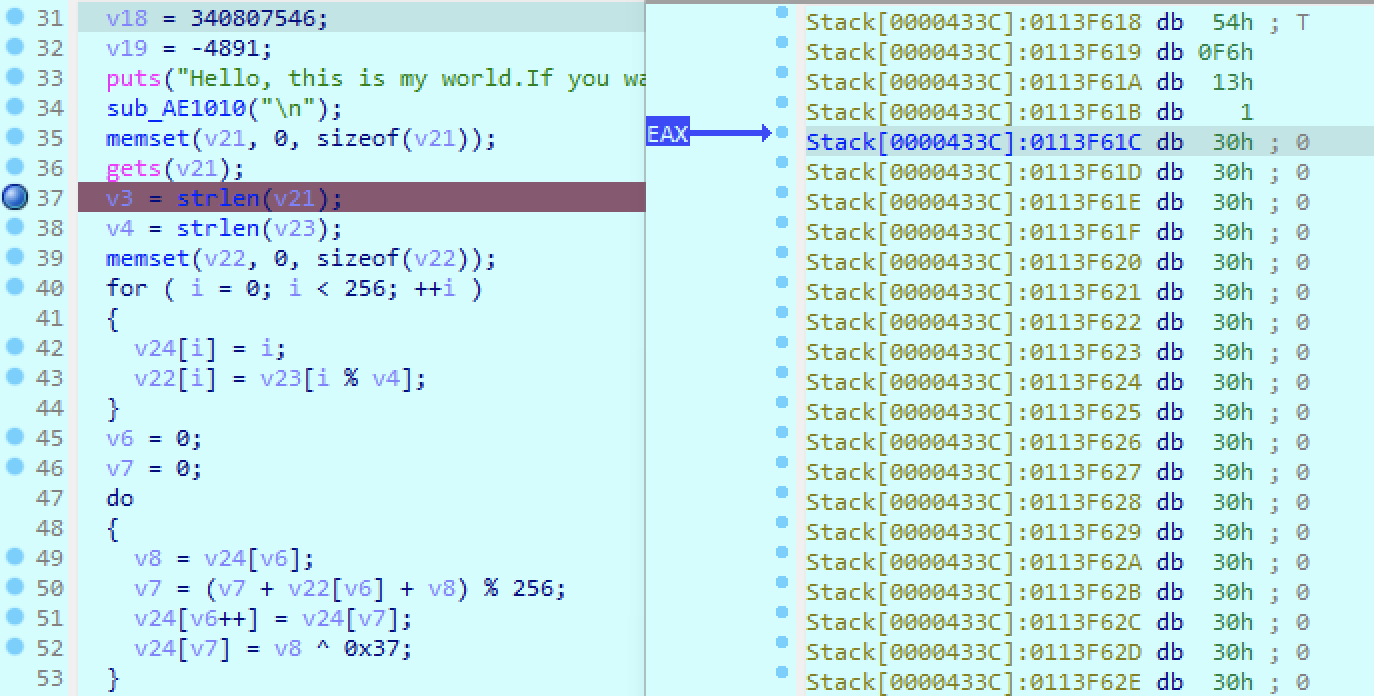 31 v18 = 340807546;
32 v19 = -4891;
33 puts("Hello, this is my world.If you wa
34 sub_AE1010("\n");
35 memset(v21, 0, sizeof(v21));
36 gets(v21);
37 v3 = strlen(v21);
38 v4 = strlen(v23);
39 memset(v22, 0, sizeof(v22));
40 for ( i = 0; i < 256; ++i )
41 {
42 v24[i] = i;
43 v22[i] = v23[i % v4];
44 }
45 v6 = 0;
46 v7 = 0;
47 do
48 {
49 v8 = v24[v6];
50 v7 = (v7 + v22[v6] + v8) % 256;
51 v24[v6++] = v24[v7];
52 v24[v7] = v8 ^ 0x37;
53 }
EAX
Stack[0000433C]:0113F618 db 54h ; T
Stack[0000433C]:0113F619 db 0F6h
Stack[0000433C]:0113F61A db 13h
Stack[0000433C]:0113F61B db 1
Stack[0000433C]:0113F61C db 30h ; 0
Stack[0000433C]:0113F61D db 30h ; 0
Stack[0000433C]:0113F61E db 30h ; 0
Stack[0000433C]:0113F61F db 30h ; 0
Stack[0000433C]:0113F620 db 30h ; 0
Stack[0000433C]:0113F621 db 30h ; 0
Stack[0000433C]:0113F622 db 30h ; 0
Stack[0000433C]:0113F623 db 30h ; 0
Stack[0000433C]:0113F624 db 30h ; 0
Stack[0000433C]:0113F625 db 30h ; 0
Stack[0000433C]:0113F626 db 30h ; 0
Stack[0000433C]:0113F627 db 30h ; 0
Stack[0000433C]:0113F628 db 30h ; 0
Stack[0000433C]:0113F629 db 30h ; 0
Stack[0000433C]:0113F62A db 30h ; 0
Stack[0000433C]:0113F62B db 30h ; 0
Stack[0000433C]:0113F62C db 30h ; 0
Stack[0000433C]:0113F62D db 30h ; 0
Stack[0000433C]:0113F62E db 30h ; 0